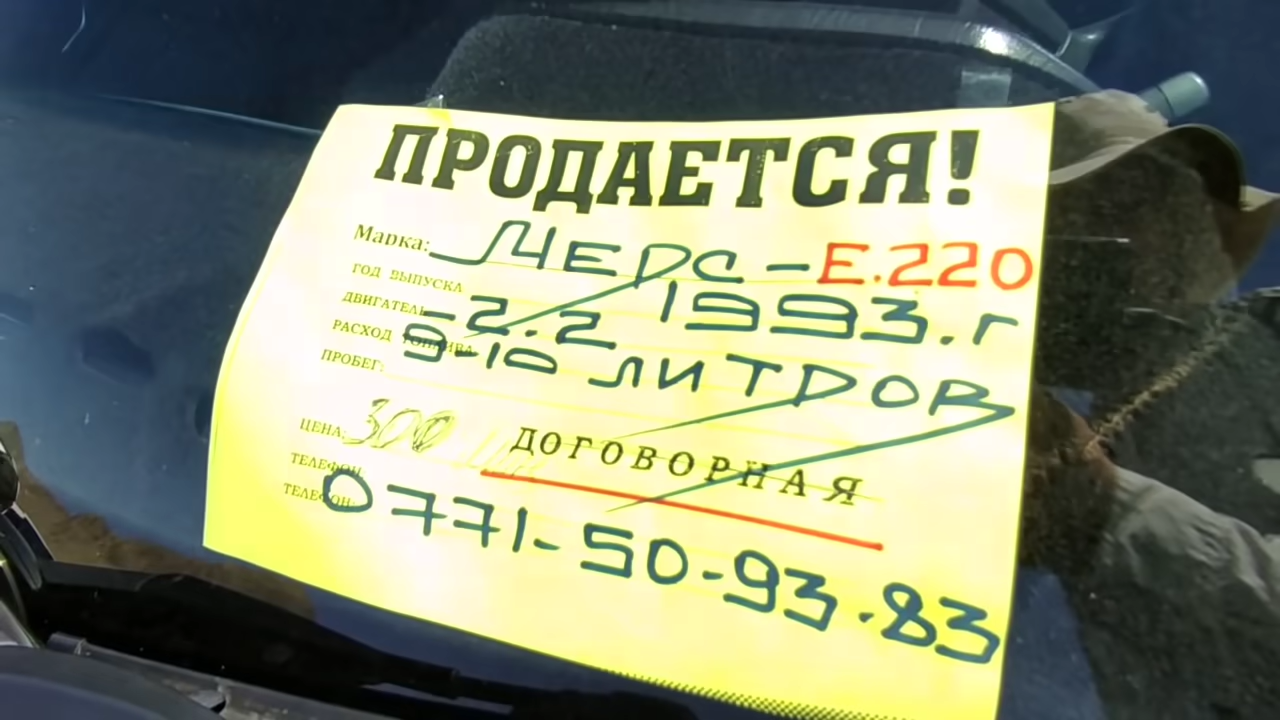 ПРОДАЕТСЯ!
Марка: МЕРС - Е.220
ГОД ВЫПУСКА 1993.г
ДВИГАТЕЛЬ - 2.2
РАСХОД ТОПЛИВА 9-10 ЛИТРОВ
ПРОБЕГ:
ЦЕНА: 300 ДОГОВОРНАЯ
ТЕЛЕФОН:
ТЕЛЕФОН: 0771-50-93.83